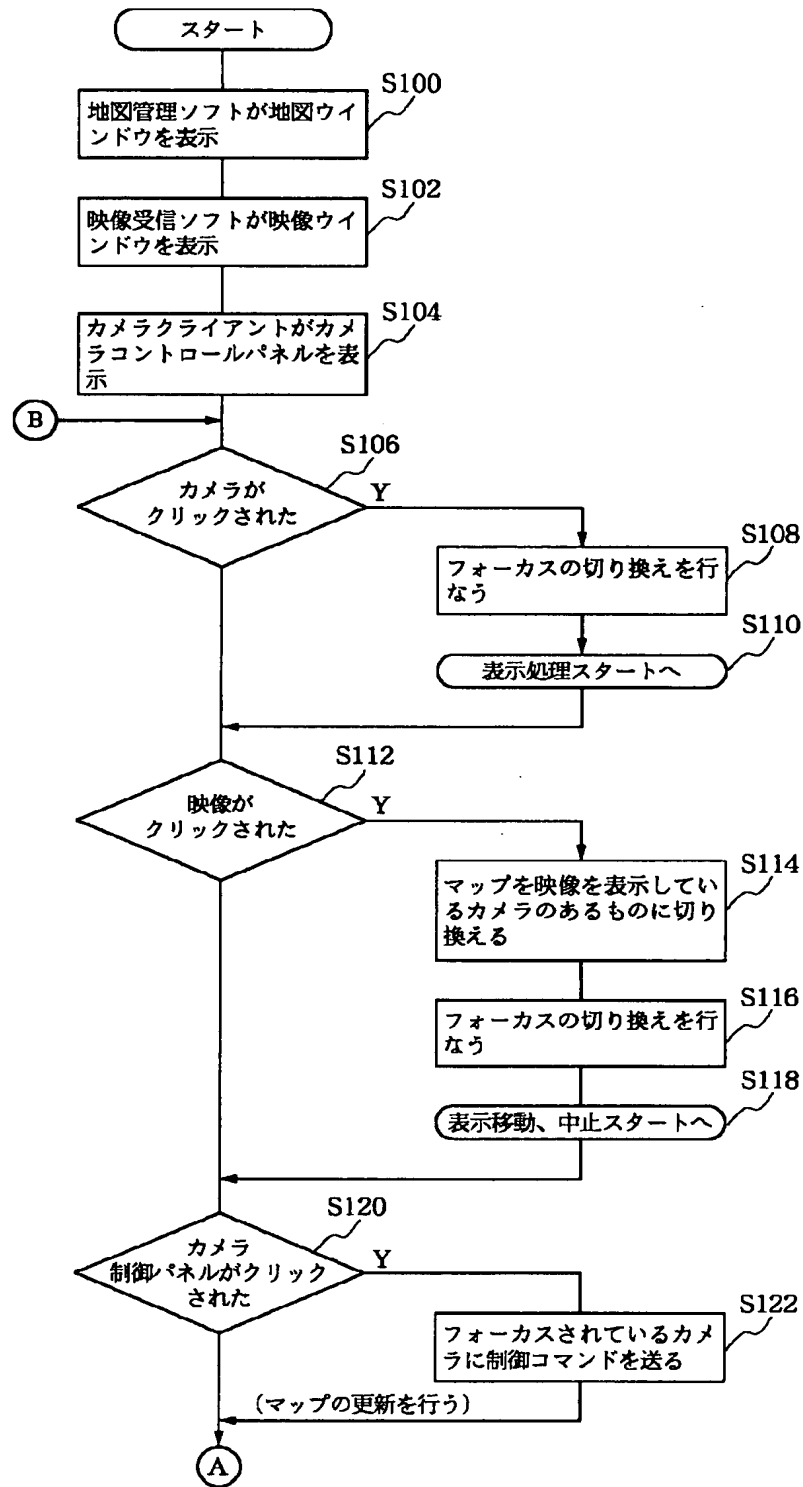 スタート
S100
地図管理ソフトが地図ウイ
ンドウを表示
S102
映像受信ソフトが映像ウイ
ンドウを表示
S104
カメラクライアントがカメ
ラコントロールパネルを表
示
B
S106
カメラが
クリックされた
Y
S108
フォーカスの切り換えを行
なう
S110
表示処理スタートへ
S112
映像が
クリックされた
Y
S114
マップを映像を表示してい
るカメラのあるものに切り
換える
S116
フォーカスの切り換えを行
なう
S118
表示移動、中止スタートへ
S120
カメラ
制御パネルがクリック
された
Y
S122
フォーカスされているカメ
ラに制御コマンドを送る
(マップの更新を行う)
A